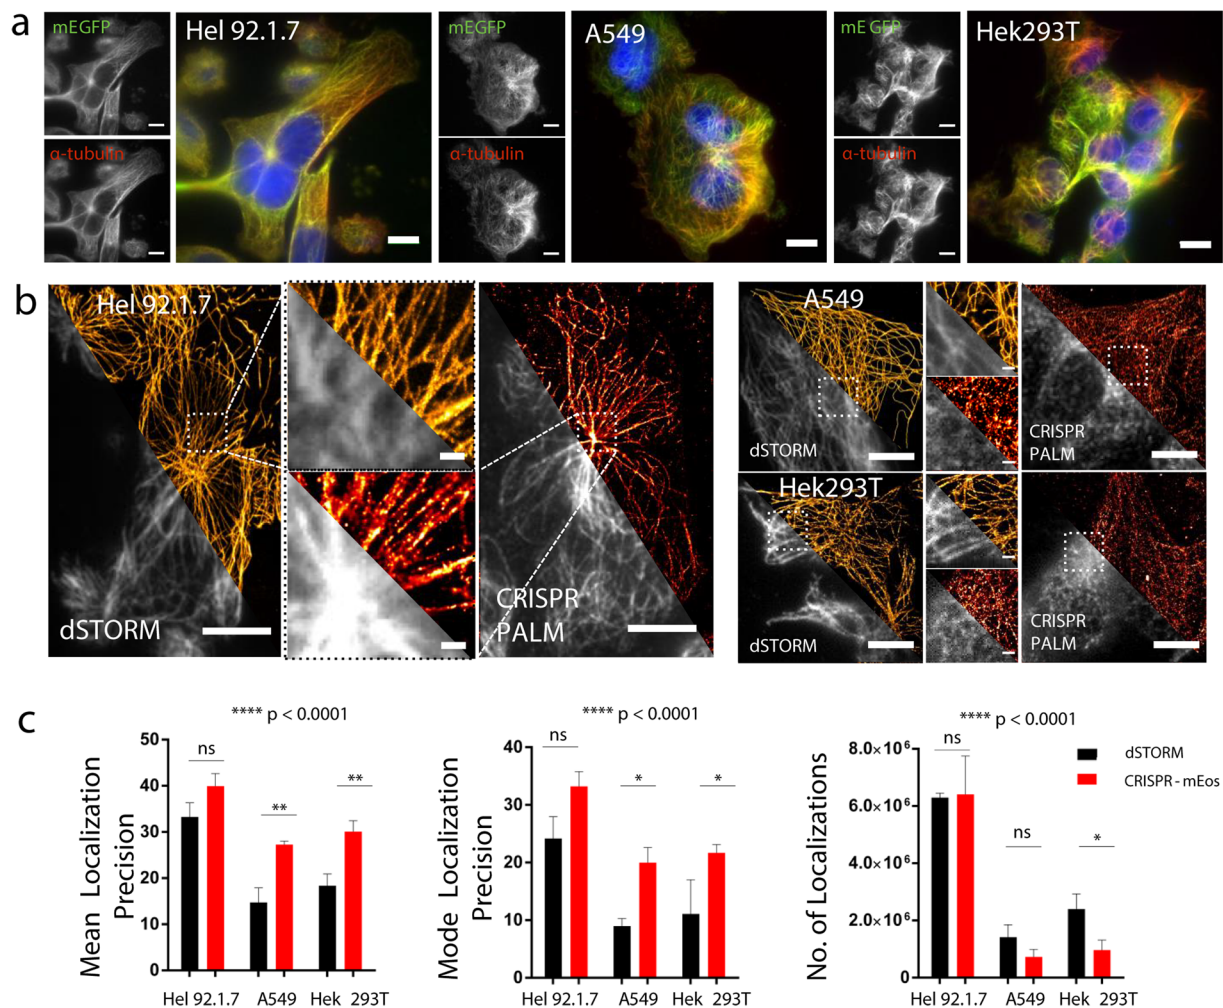 a
mEGFP
Hel 92.1.7
mEGFP
A549
mE GFP
Hek293T
α-tubulin
α-tubulin
α-tubulin
b
Hel 92.1.7
dSTORM
CRISPR
PALM
A549
dSTORM
CRISPR
PALM
Hek293T
dSTORM
CRISPR
PALM
c
**** p < 0.0001
Mean Localization
Precision
50
40
30
20
10
0
ns
**
**
Hel 92.1.7
A549
Hek 293T
**** p < 0.0001
Mode Localization
Precision
40
30
20
10
0
ns
*
*
Hel 92.1.7
A549
Hek 293T
**** p < 0.0001
No. of Localizations
8.0×10⁶
6.0×10⁶
4.0×10⁶
2.0×10⁶
0
ns
ns
*
Hel 92.1.7
A549
Hek 293T
dSTORM
CRISPR - mEos